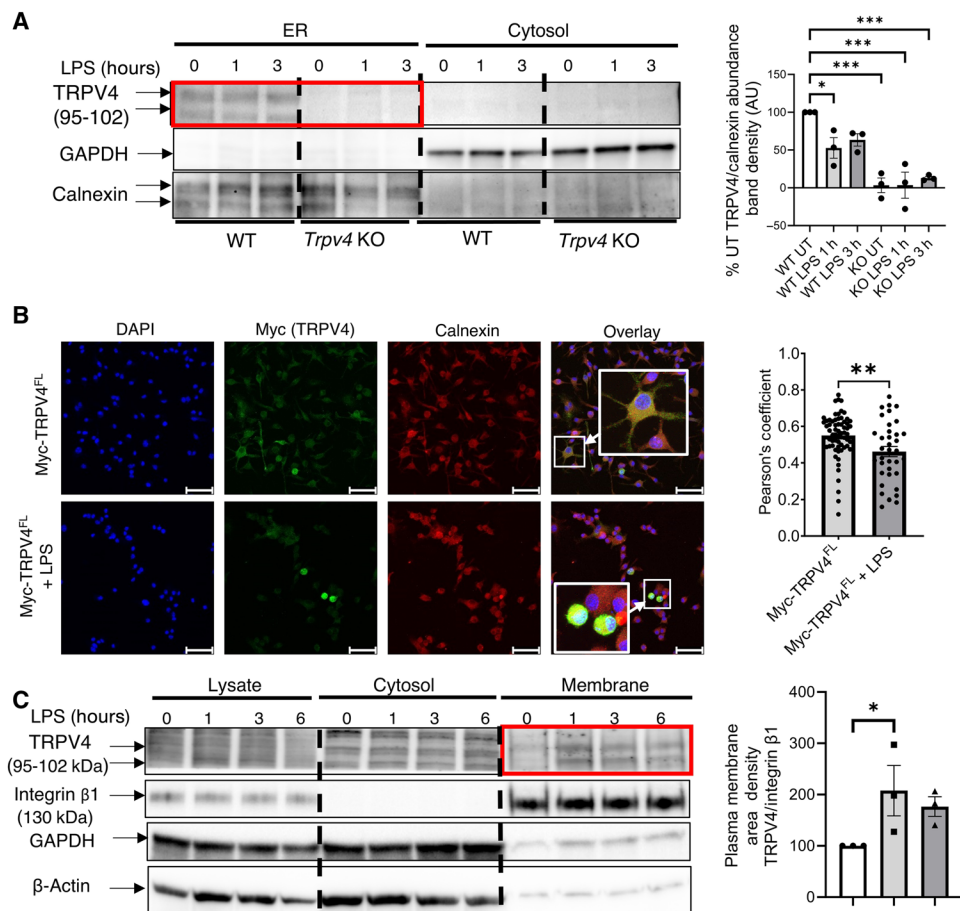 A
ER
Cytosol
LPS (hours)
0 1 3 0 1 3 0 1 3 0 1 3
TRPV4
(95-102)
GAPDH
Calnexin
WT
Trpv4 KO
WT
Trpv4 KO
% UT TRPV4/calnexin abundance
band density (AU)
***
***
***
*
150
100
50
0
−50
WT UT
WT LPS 1 h
WT LPS 3 h
KO UT
KO LPS 1 h
KO LPS 3 h
B
DAPI
Myc (TRPV4)
Calnexin
Overlay
Myc-TRPV4FL
Myc-TRPV4FL
+ LPS
Pearson's coefficient
**
1.0
0.8
0.6
0.4
0.2
0.0
Myc-TRPV4FL
Myc-TRPV4FL + LPS
C
Lysate
Cytosol
Membrane
LPS (hours)
0 1 3 6 0 1 3 6 0 1 3 6
TRPV4
(95-102 kDa)
Integrin β1
(130 kDa)
GAPDH
β-Actin
Plasma membrane
area density
TRPV4/integrin β1
*
400
300
200
100
0